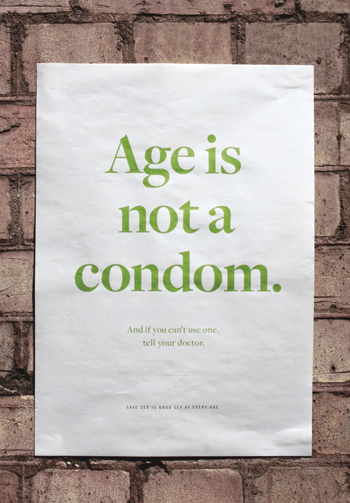 Age is
not a
condom.
And if you can't use one,
tell your doctor.
SAFE SEX IS GOOD SEX AT EVERY AGE